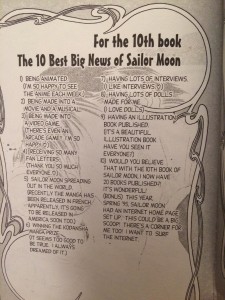 For the 10th book
The 10 Best Big News of Sailor Moon
1) BEING ANIMATED.
(I'M SO HAPPY TO SEE
THE ANIME EACH WEEK.)
2) BEING MADE INTO A
MOVIE AND A MUSICAL.
3) BEING MADE INTO
A VIDEO GAME.
(THERE'S EVEN AN
ARCADE GAME! I'M SO
HAPPY!)
4) RECEIVING SO MANY
FAN LETTERS.
(THANK YOU SO MUCH
EVERYONE.)
5) SAILOR MOON SPREADING
OUT IN THE WORLD.
(RECENTLY THE MANGA HAS
BEEN RELEASED IN FRENCH.
APPARENTLY, IT'S GOING
TO BE RELEASED IN
AMERICA SOON TOO.)
6) WINNING THE KODANSHA
MANGA PRIZE.
(IT SEEMS TOO GOOD TO
BE TRUE. I ALWAYS
DREAMED OF IT.)
7) HAVING LOTS OF INTERVIEWS.
(I LIKE INTERVIEWS.)
8) HAVING LOTS OF DOLLS
MADE FOR ME.
(I LOVE DOLLS)
9) HAVING AN ILLUSTRATION
BOOK PUBLISHED.
(IT'S A BEAUTIFUL
ILLUSTRATION BOOK.
HAVE YOU SEEN IT
EVERYONE?)
10) WOULD YOU BELIEVE
THAT WITH THE 10TH BOOK OF
SAILOR MOON, I NOW HAVE
20 BOOKS PUBLISHED?
(IT'S WONDERFUL!)
(BONUS) THIS YEAR,
SPRING '95, SAILOR MOON
HAD AN INTERNET HOME PAGE
SET UP. THIS COULD BE A BIG
SCOOP! THERE'S A CORNER FOR
ME TOO! I WANT TO SURF
THE INTERNET.